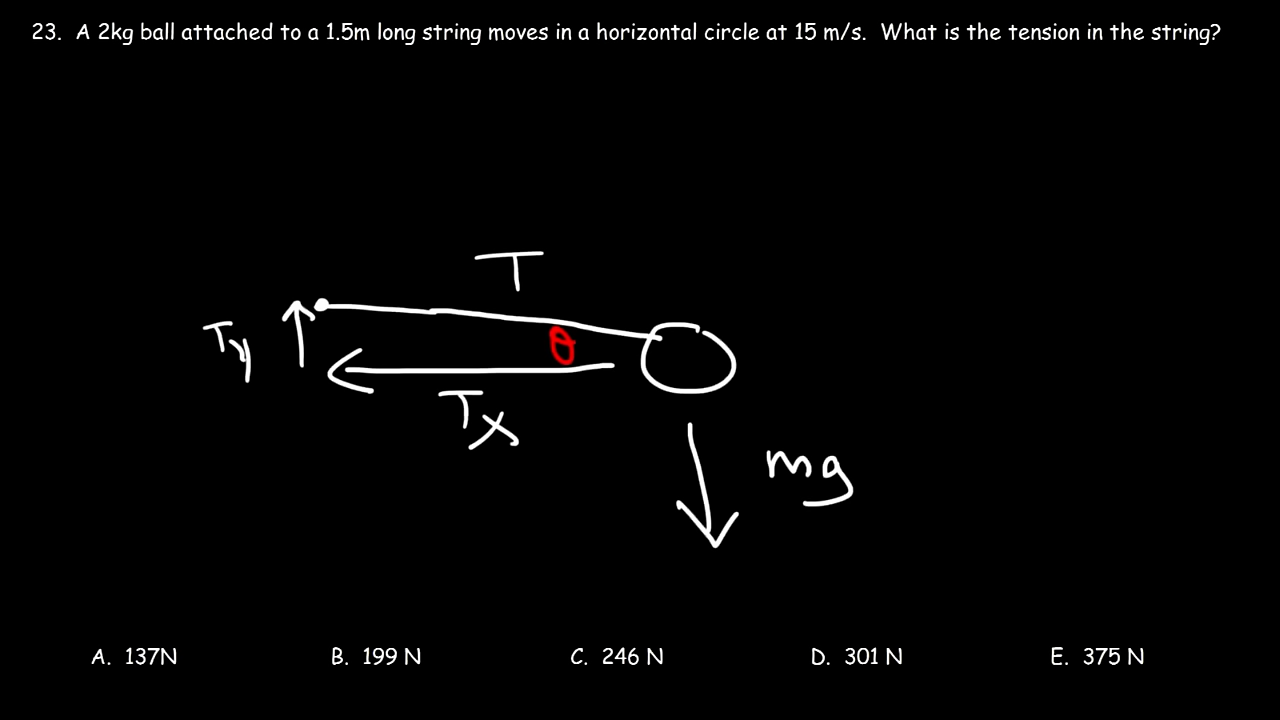 23. A 2kg ball attached to a 1.5m long string moves in a horizontal circle at 15 m/s. What is the tension in the string?
T
Ty
θ
Tx
mg
A. 137N B. 199 N C. 246 N D. 301 N E. 375 N